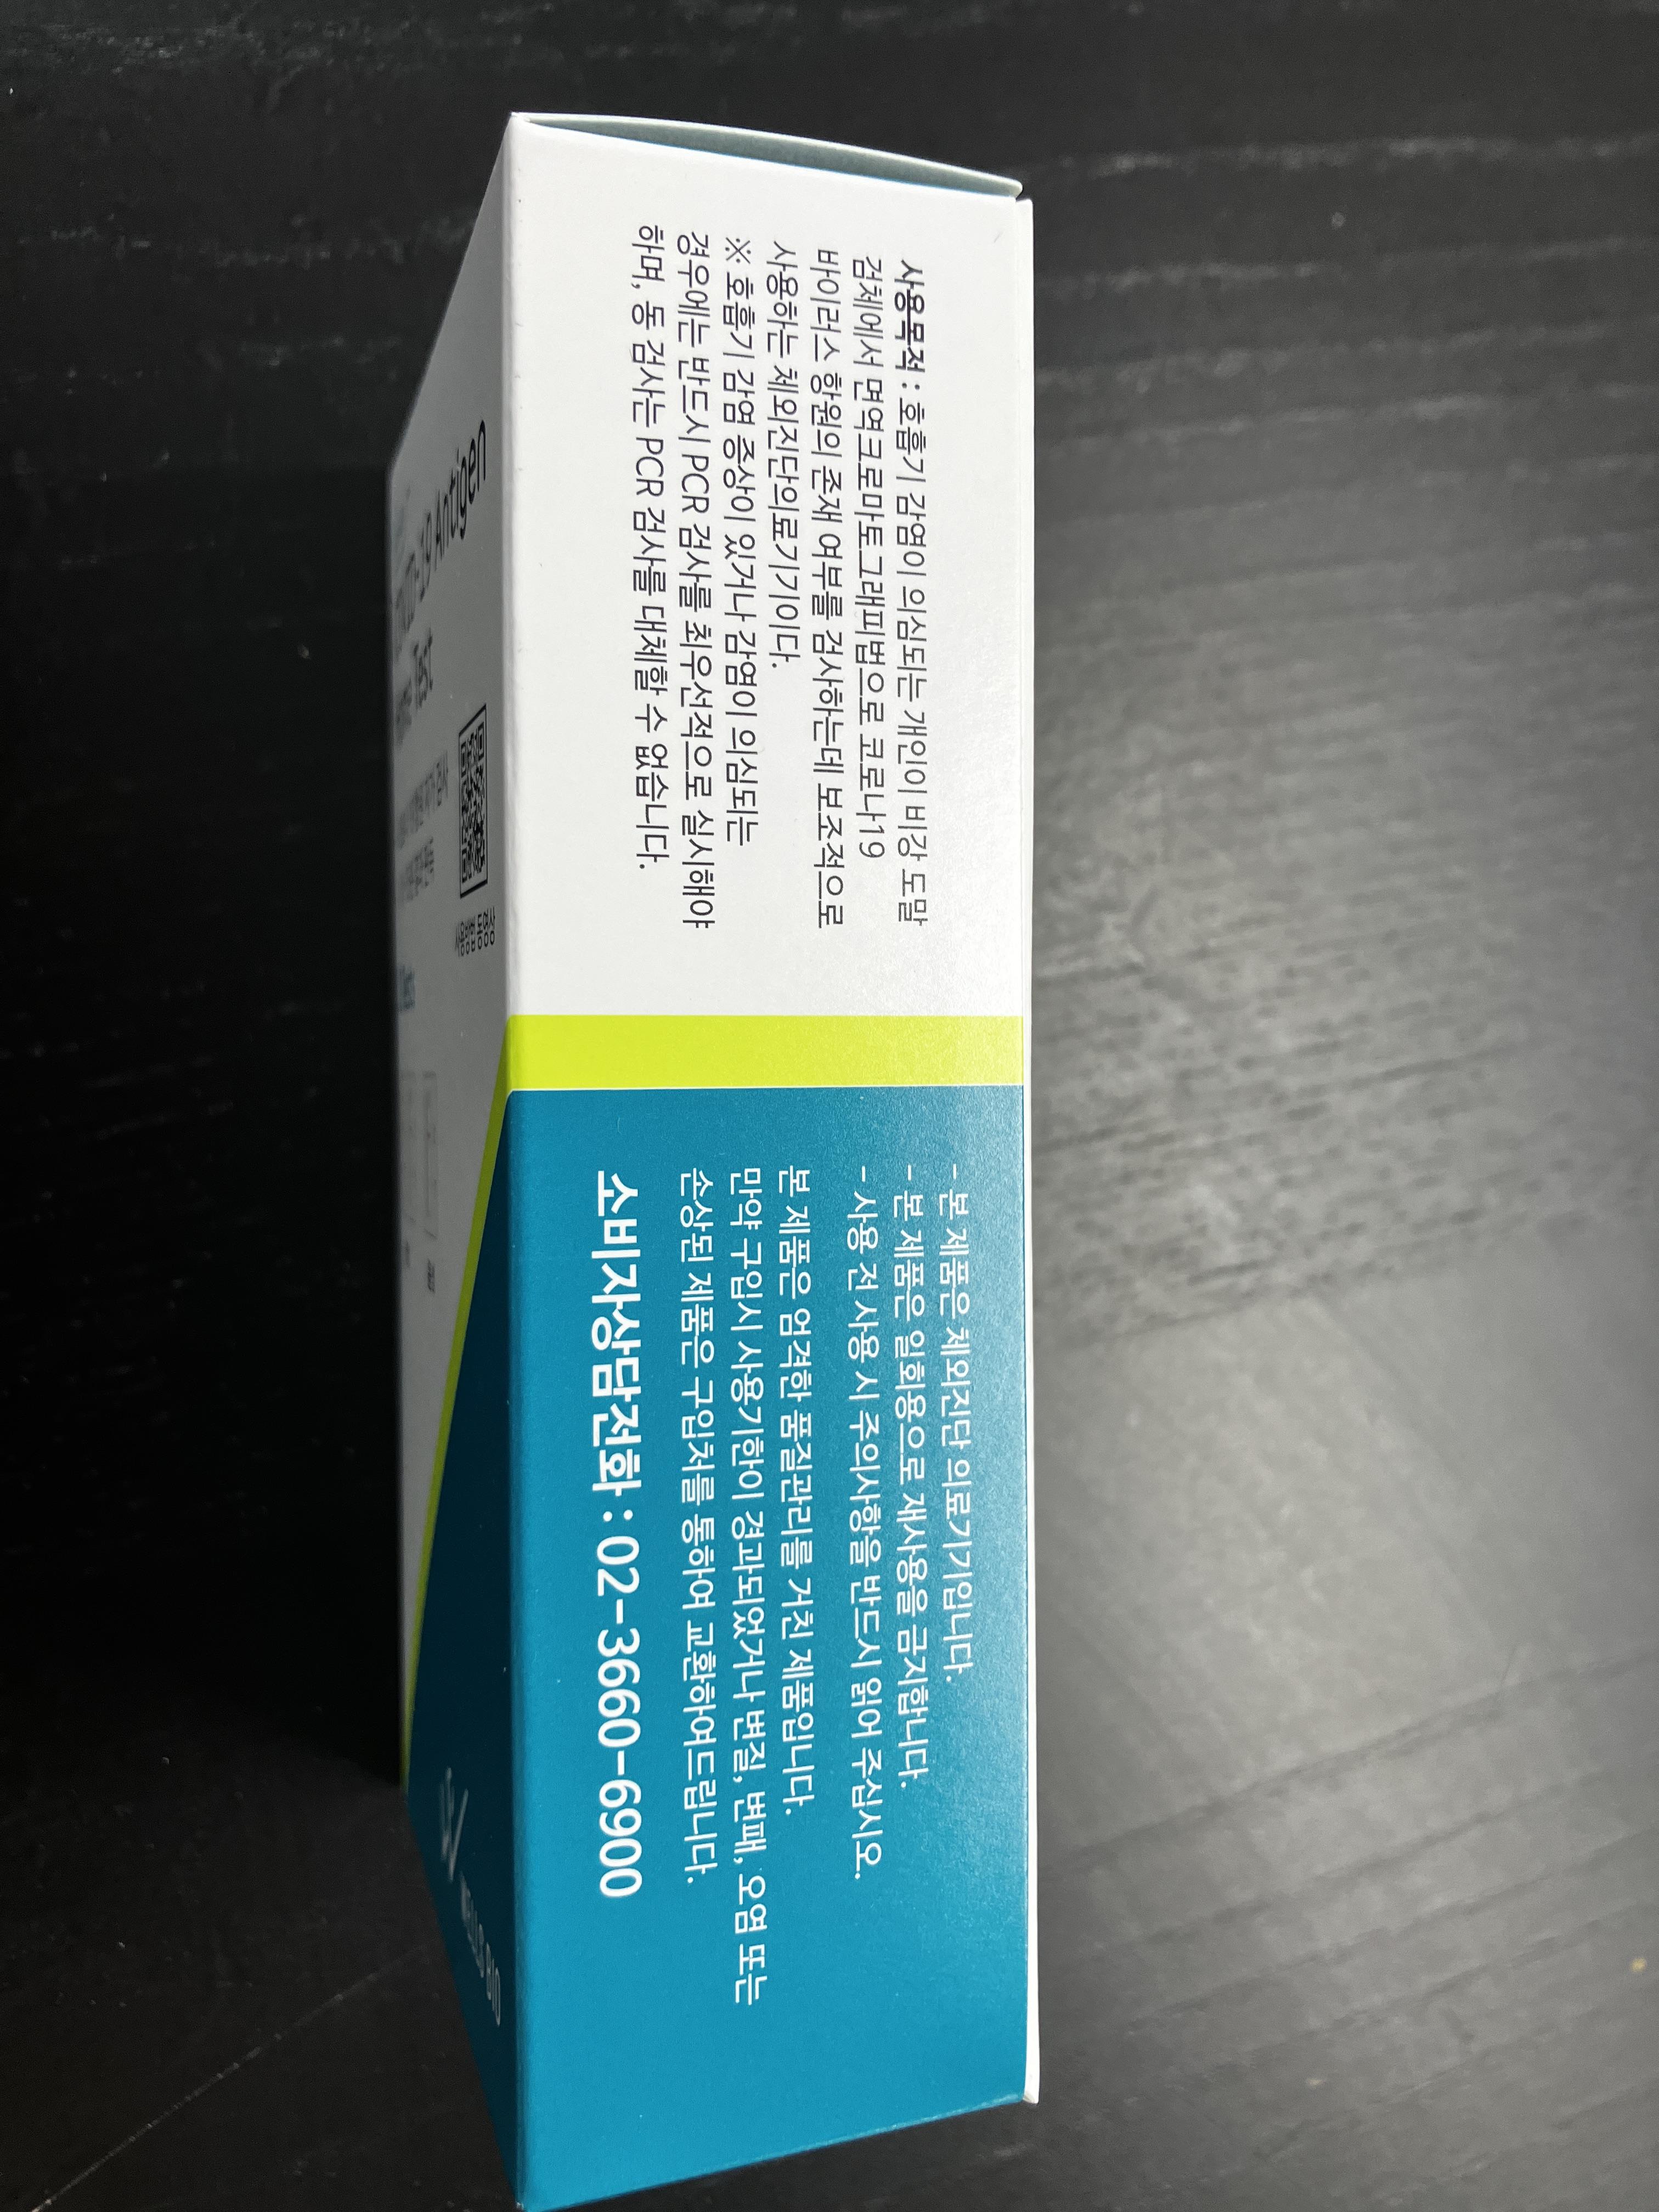 사용목적 : 호흡기 감염이 의심되는 개인이 비강 도말
검체에서 면역크로마토그래피법으로 코로나19
바이러스 항원의 존재 여부를 검사하는데 보조적으로
사용하는 체외진단의료기기이다.
※ 호흡기 감염 증상이 있거나 감염이 의심되는
경우에는 반드시 PCR 검사를 최우선적으로 실시해야
하며, 동 검사는 PCR 검사를 대체할 수 없습니다.
- 본 제품은 체외진단 의료기기입니다.
- 본 제품은 일회용으로 재사용을 금지합니다.
- 사용 전 사용 시 주의사항을 반드시 읽어 주십시오.
본 제품은 엄격한 품질관리를 거친 제품입니다.
만약 구입시 사용기한이 경과되었거나 변질, 변패, 오염 또는
손상된 제품은 구입처를 통하여 교환하여드립니다.
소비자상담전화 : 02-3660-6900
-19 Antigen
Test
사용방법 동영상
BIO